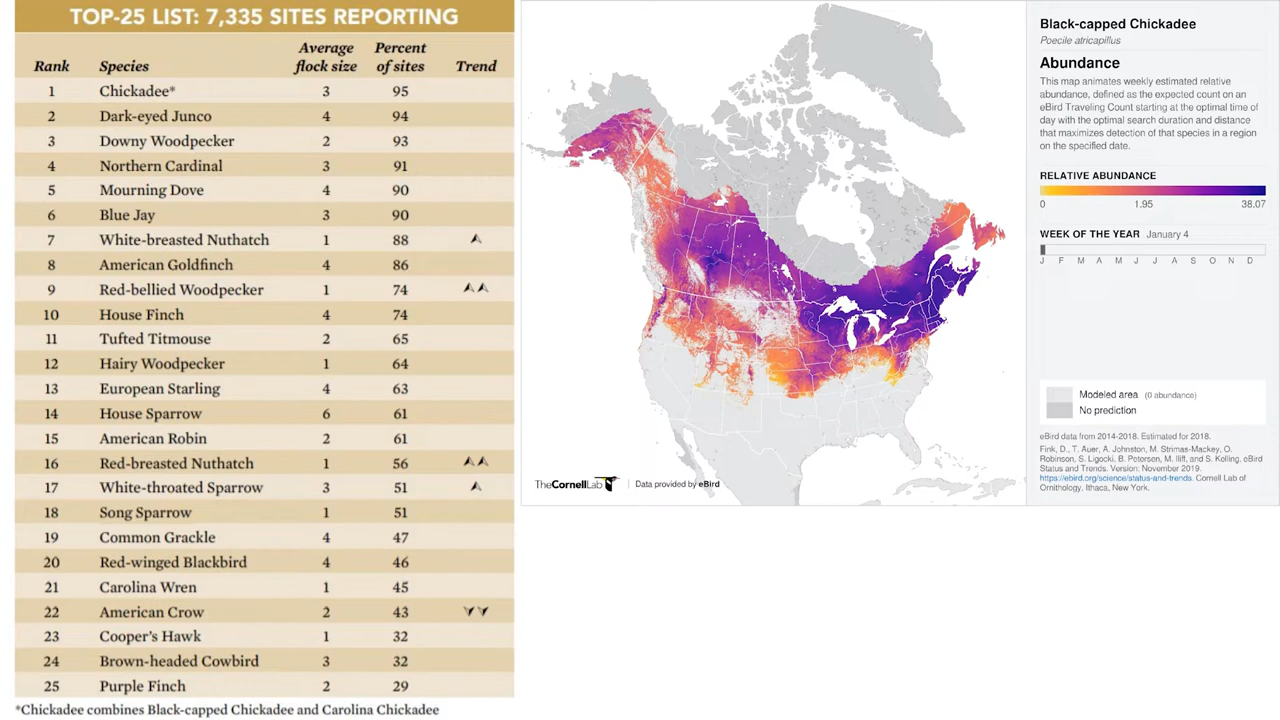 TOP-25 LIST: 7,335 SITES REPORTING
Rank Species Average flock size Percent of sites Trend
1 Chickadee* 3 95
2 Dark-eyed Junco 4 94
3 Downy Woodpecker 2 93
4 Northern Cardinal 3 91
5 Mourning Dove 4 90
6 Blue Jay 3 90
7 White-breasted Nuthatch 1 88
8 American Goldfinch 4 86
9 Red-bellied Woodpecker 1 74
10 House Finch 4 74
11 Tufted Titmouse 2 65
12 Hairy Woodpecker 1 64
13 European Starling 4 63
14 House Sparrow 6 61
15 American Robin 2 61
16 Red-breasted Nuthatch 1 56
17 White-throated Sparrow 3 51
18 Song Sparrow 1 51
19 Common Grackle 4 47
20 Red-winged Blackbird 4 46
21 Carolina Wren 1 45
22 American Crow 2 43
23 Cooper's Hawk 1 32
24 Brown-headed Cowbird 3 32
25 Purple Finch 2 29
*Chickadee combines Black-capped Chickadee and Carolina Chickadee
TheCornellLab
Data provided by eBird
Black-capped Chickadee
Poecile atricapillus
Abundance
This map animates weekly estimated relative
abundance, defined as the expected count on an
eBird Traveling Count starting at the optimal time of
day with the optimal search duration and distance
that maximizes detection of that species in a region
on the specified date.
RELATIVE ABUNDANCE
0 1.95 38.07
WEEK OF THE YEAR January 4
J F M A M J J A S O N D
Modeled area (0 abundance)
No prediction
eBird data from 2014-2018. Estimated for 2018.
Fink, D., T. Auer, A. Johnston, M. Strimas-Mackey, O.
Robinson, S. Ligocki, B. Petersen, M. Iliff, and S. Kelling. eBird
Status and Trends. Version: November 2019.
https://ebird.org/science/status-and-trends. Cornell Lab of
Ornithology, Ithaca, New York.